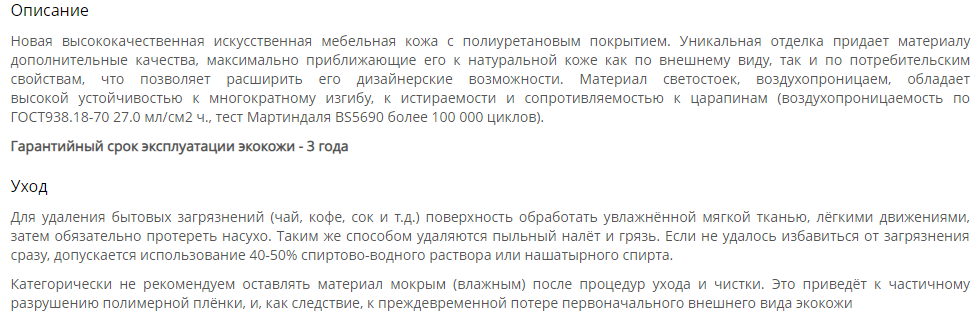 Описание
Новая высококачественная искусственная мебельная кожа с полиуретановым покрытием. Уникальная отделка придает материалу
дополнительные качества, максимально приближающие его к натуральной коже как по внешнему виду, так и по потребительским
свойствам, что позволяет расширить его дизайнерские возможности. Материал светостоек, воздухопроницаем, обладает
высокой устойчивостью к многократному изгибу, к истираемости и сопротивляемостью к царапинам (воздухопроницаемость по
ГОСТ938.18-70 27.0 мл/см2 ч., тест Мартиндаля BS5690 более 100 000 циклов).
Гарантийный срок эксплуатации экокожи - 3 года
Уход
Для удаления бытовых загрязнений (чай, кофе, сок и т.д.) поверхность обработать увлажнённой мягкой тканью, лёгкими движениями,
затем обязательно протереть насухо. Таким же способом удаляются пыльный налёт и грязь. Если не удалось избавиться от загрязнения
сразу, допускается использование 40-50% спиртово-водного раствора или нашатырного спирта.
Категорически не рекомендуем оставлять материал мокрым (влажным) после процедур ухода и чистки. Это приведёт к частичному
разрушению полимерной плёнки, и, как следствие, к преждевременной потере первоначального внешнего вида экокожи